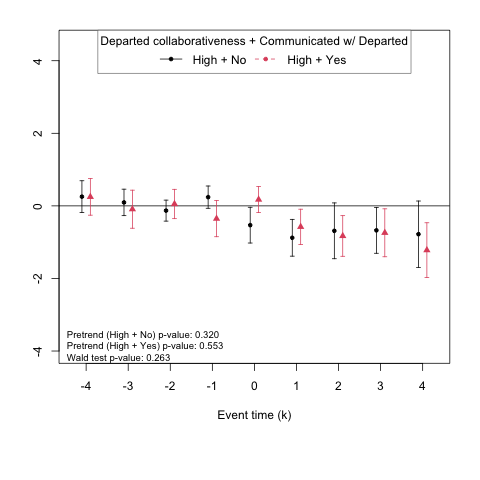 Departed collaborativeness + Communicated w/ Departed
High + No High + Yes
4
2
0
-2
-4
Pretrend (High + No) p-value: 0.320
Pretrend (High + Yes) p-value: 0.553
Wald test p-value: 0.263
-4 -3 -2 -1 0 1 2 3 4
Event time (k)